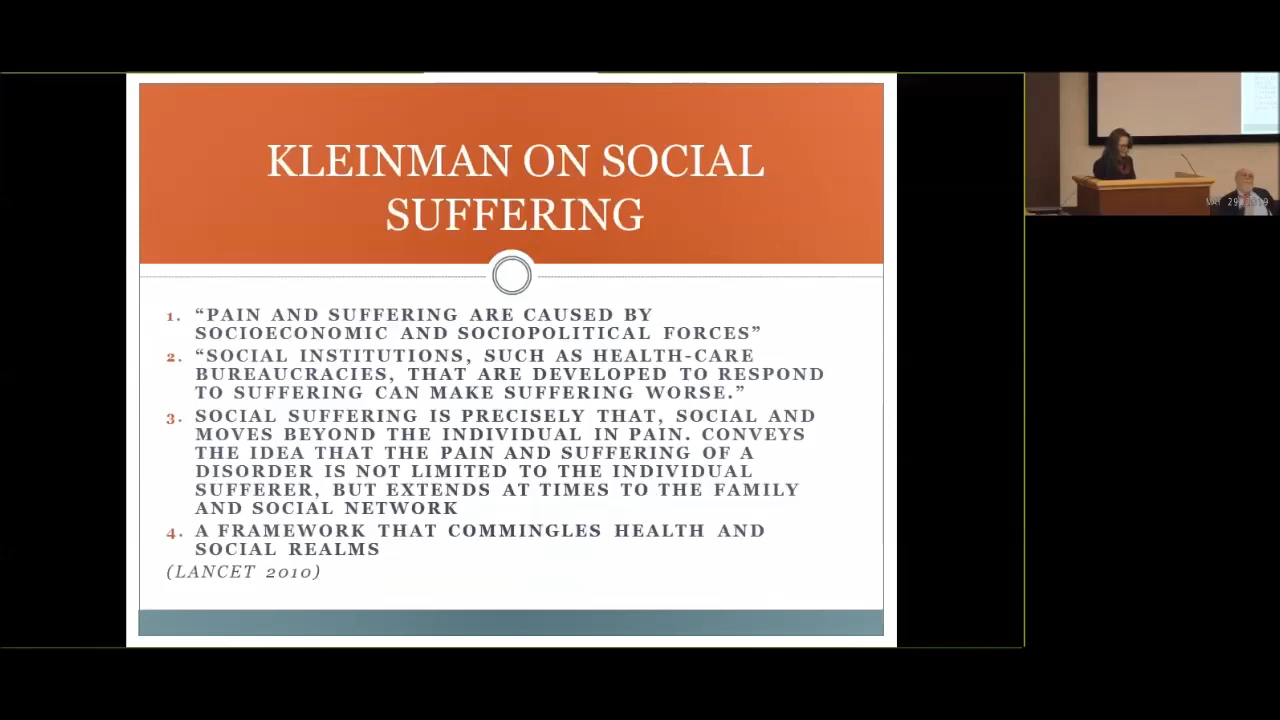 KLEINMAN ON SOCIAL
SUFFERING
1. “PAIN AND SUFFERING ARE CAUSED BY
SOCIOECONOMIC AND SOCIOPOLITICAL FORCES”
2. “SOCIAL INSTITUTIONS, SUCH AS HEALTH-CARE
BUREAUCRACIES, THAT ARE DEVELOPED TO RESPOND
TO SUFFERING CAN MAKE SUFFERING WORSE.”
3. SOCIAL SUFFERING IS PRECISELY THAT, SOCIAL AND
MOVES BEYOND THE INDIVIDUAL IN PAIN. CONVEYS
THE IDEA THAT THE PAIN AND SUFFERING OF A
DISORDER IS NOT LIMITED TO THE INDIVIDUAL
SUFFERER, BUT EXTENDS AT TIMES TO THE FAMILY
AND SOCIAL NETWORK
4. A FRAMEWORK THAT COMMINGLES HEALTH AND
SOCIAL REALMS
(LANCET 2010)